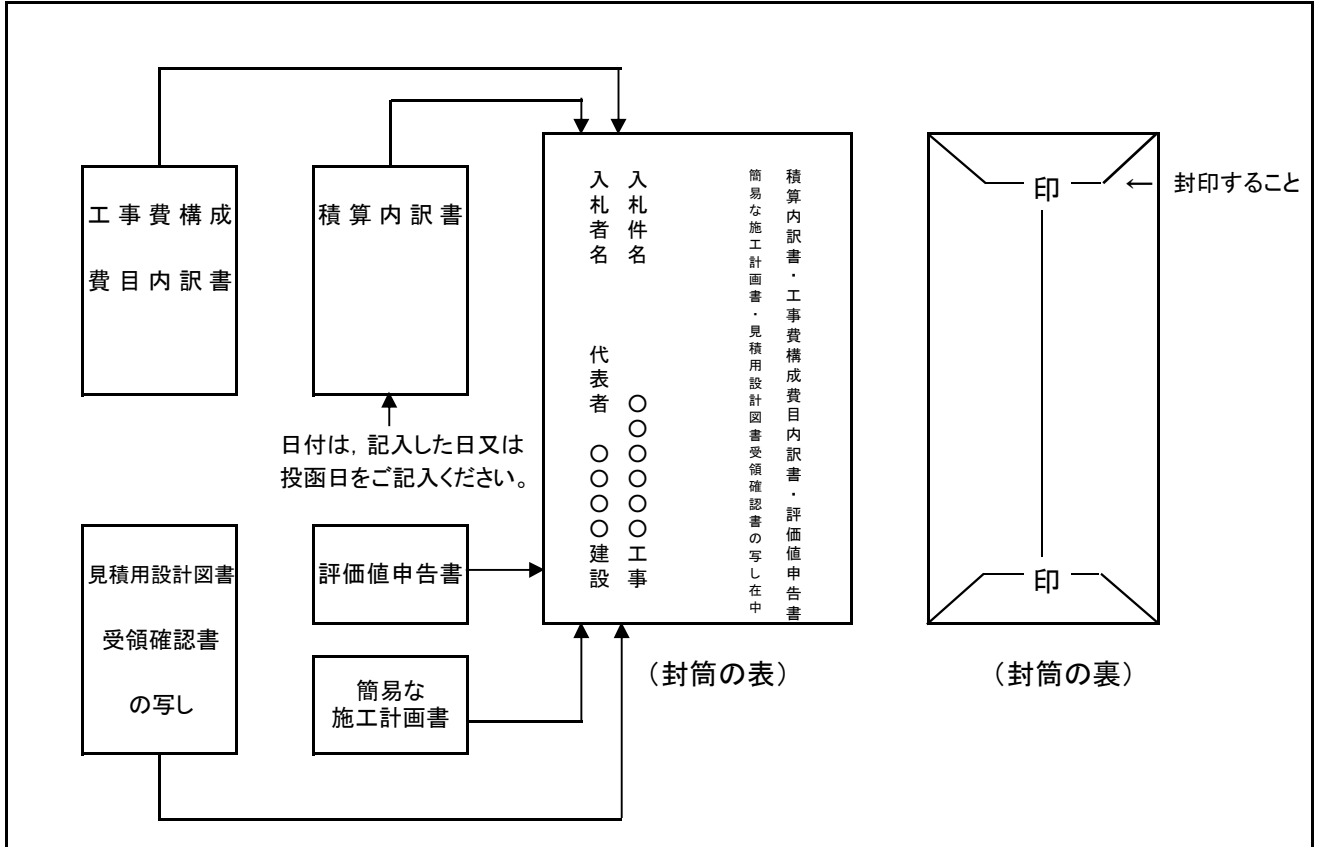 工事費構成
費目内訳書
積算内訳書
日付は，記入した日又は
投函日をご記入ください。
見積用設計図書
受領確認書
の写し
評価値申告書
簡易な
施工計画書
積算内訳書・工事費構成費目内訳書・評価値申告書
簡易な施工計画書・見積用設計図書受領確認書の写し在中
入札件名　〇〇〇〇〇〇工事
入札者名　代表者　〇〇〇〇建設
（封筒の表）
印
← 封印すること
印
（封筒の裏）